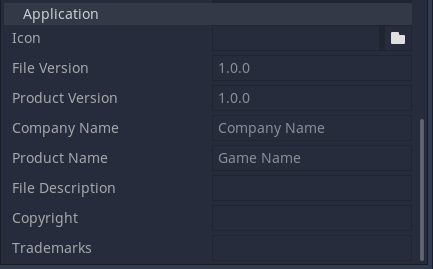 Application
Icon
File Version 1.0.0
Product Version 1.0.0
Company Name Company Name
Product Name Game Name
File Description
Copyright
Trademarks